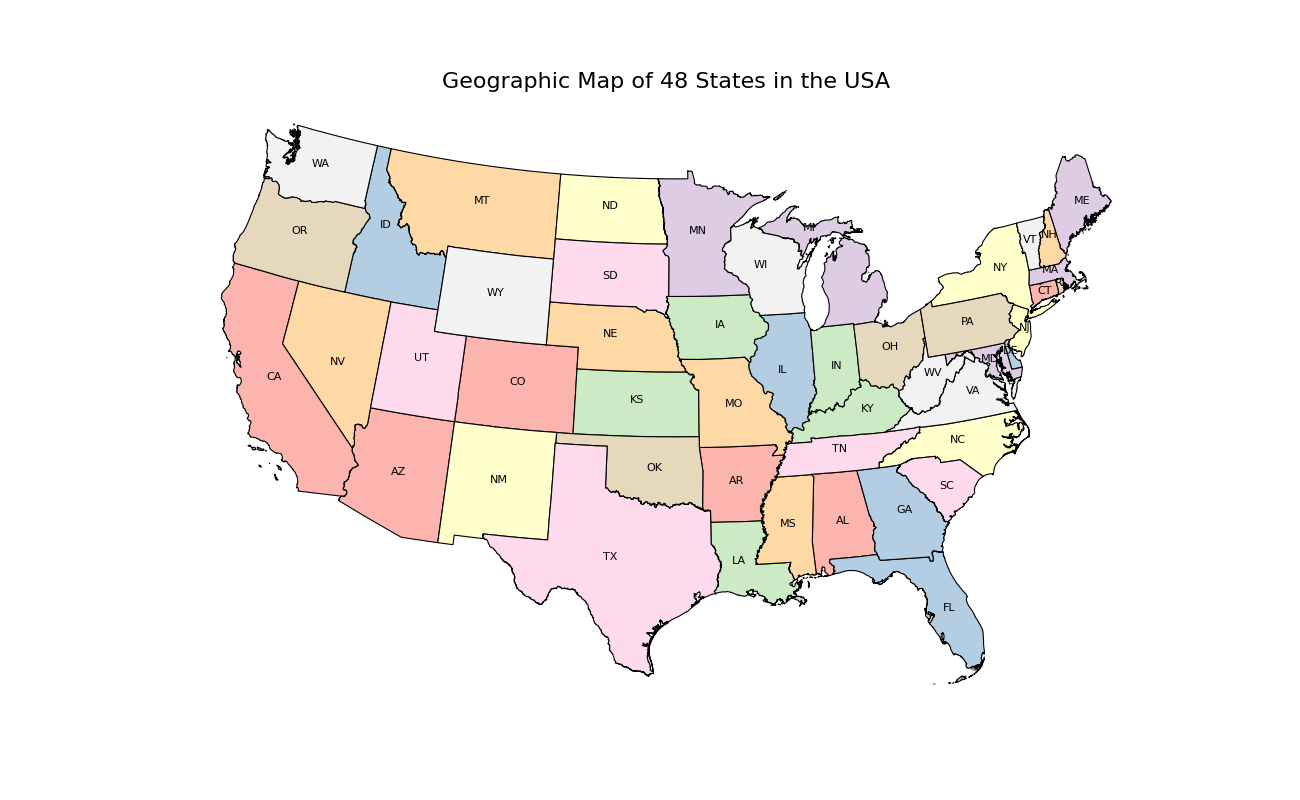 Geographic Map of 48 States in the USA
WA
OR
ID
MT
ND
MN
MI
ME
VT
NH
NY
MA
CT
RI
WI
SD
WY
IA
NE
PA
NJ
OH
MD
DE
NV
UT
CO
CA
KS
MO
IL
IN
WV
VA
KY
NC
TN
AZ
NM
OK
AR
SC
GA
MS
AL
TX
LA
FL